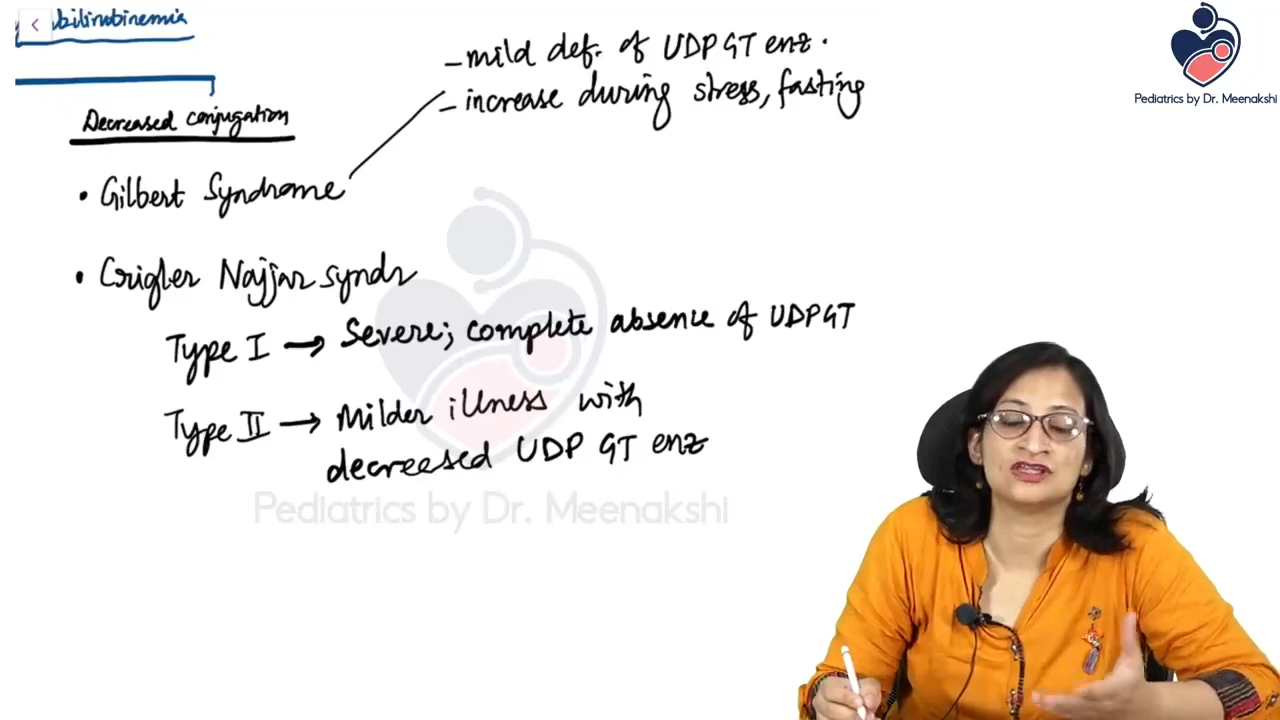 bilirubinemia
Decreased conjugation
- mild def. of UDPGT enz.
- increase during stress, fasting
• Gilbert Syndrome
• Crigler Najjar syndr
Type I → Severe; complete absence of UDPGT
Type II → Milder illness with
decreased UDP GT enz
Pediatrics by Dr. Meenakshi
Pediatrics by Dr. Meenakshi